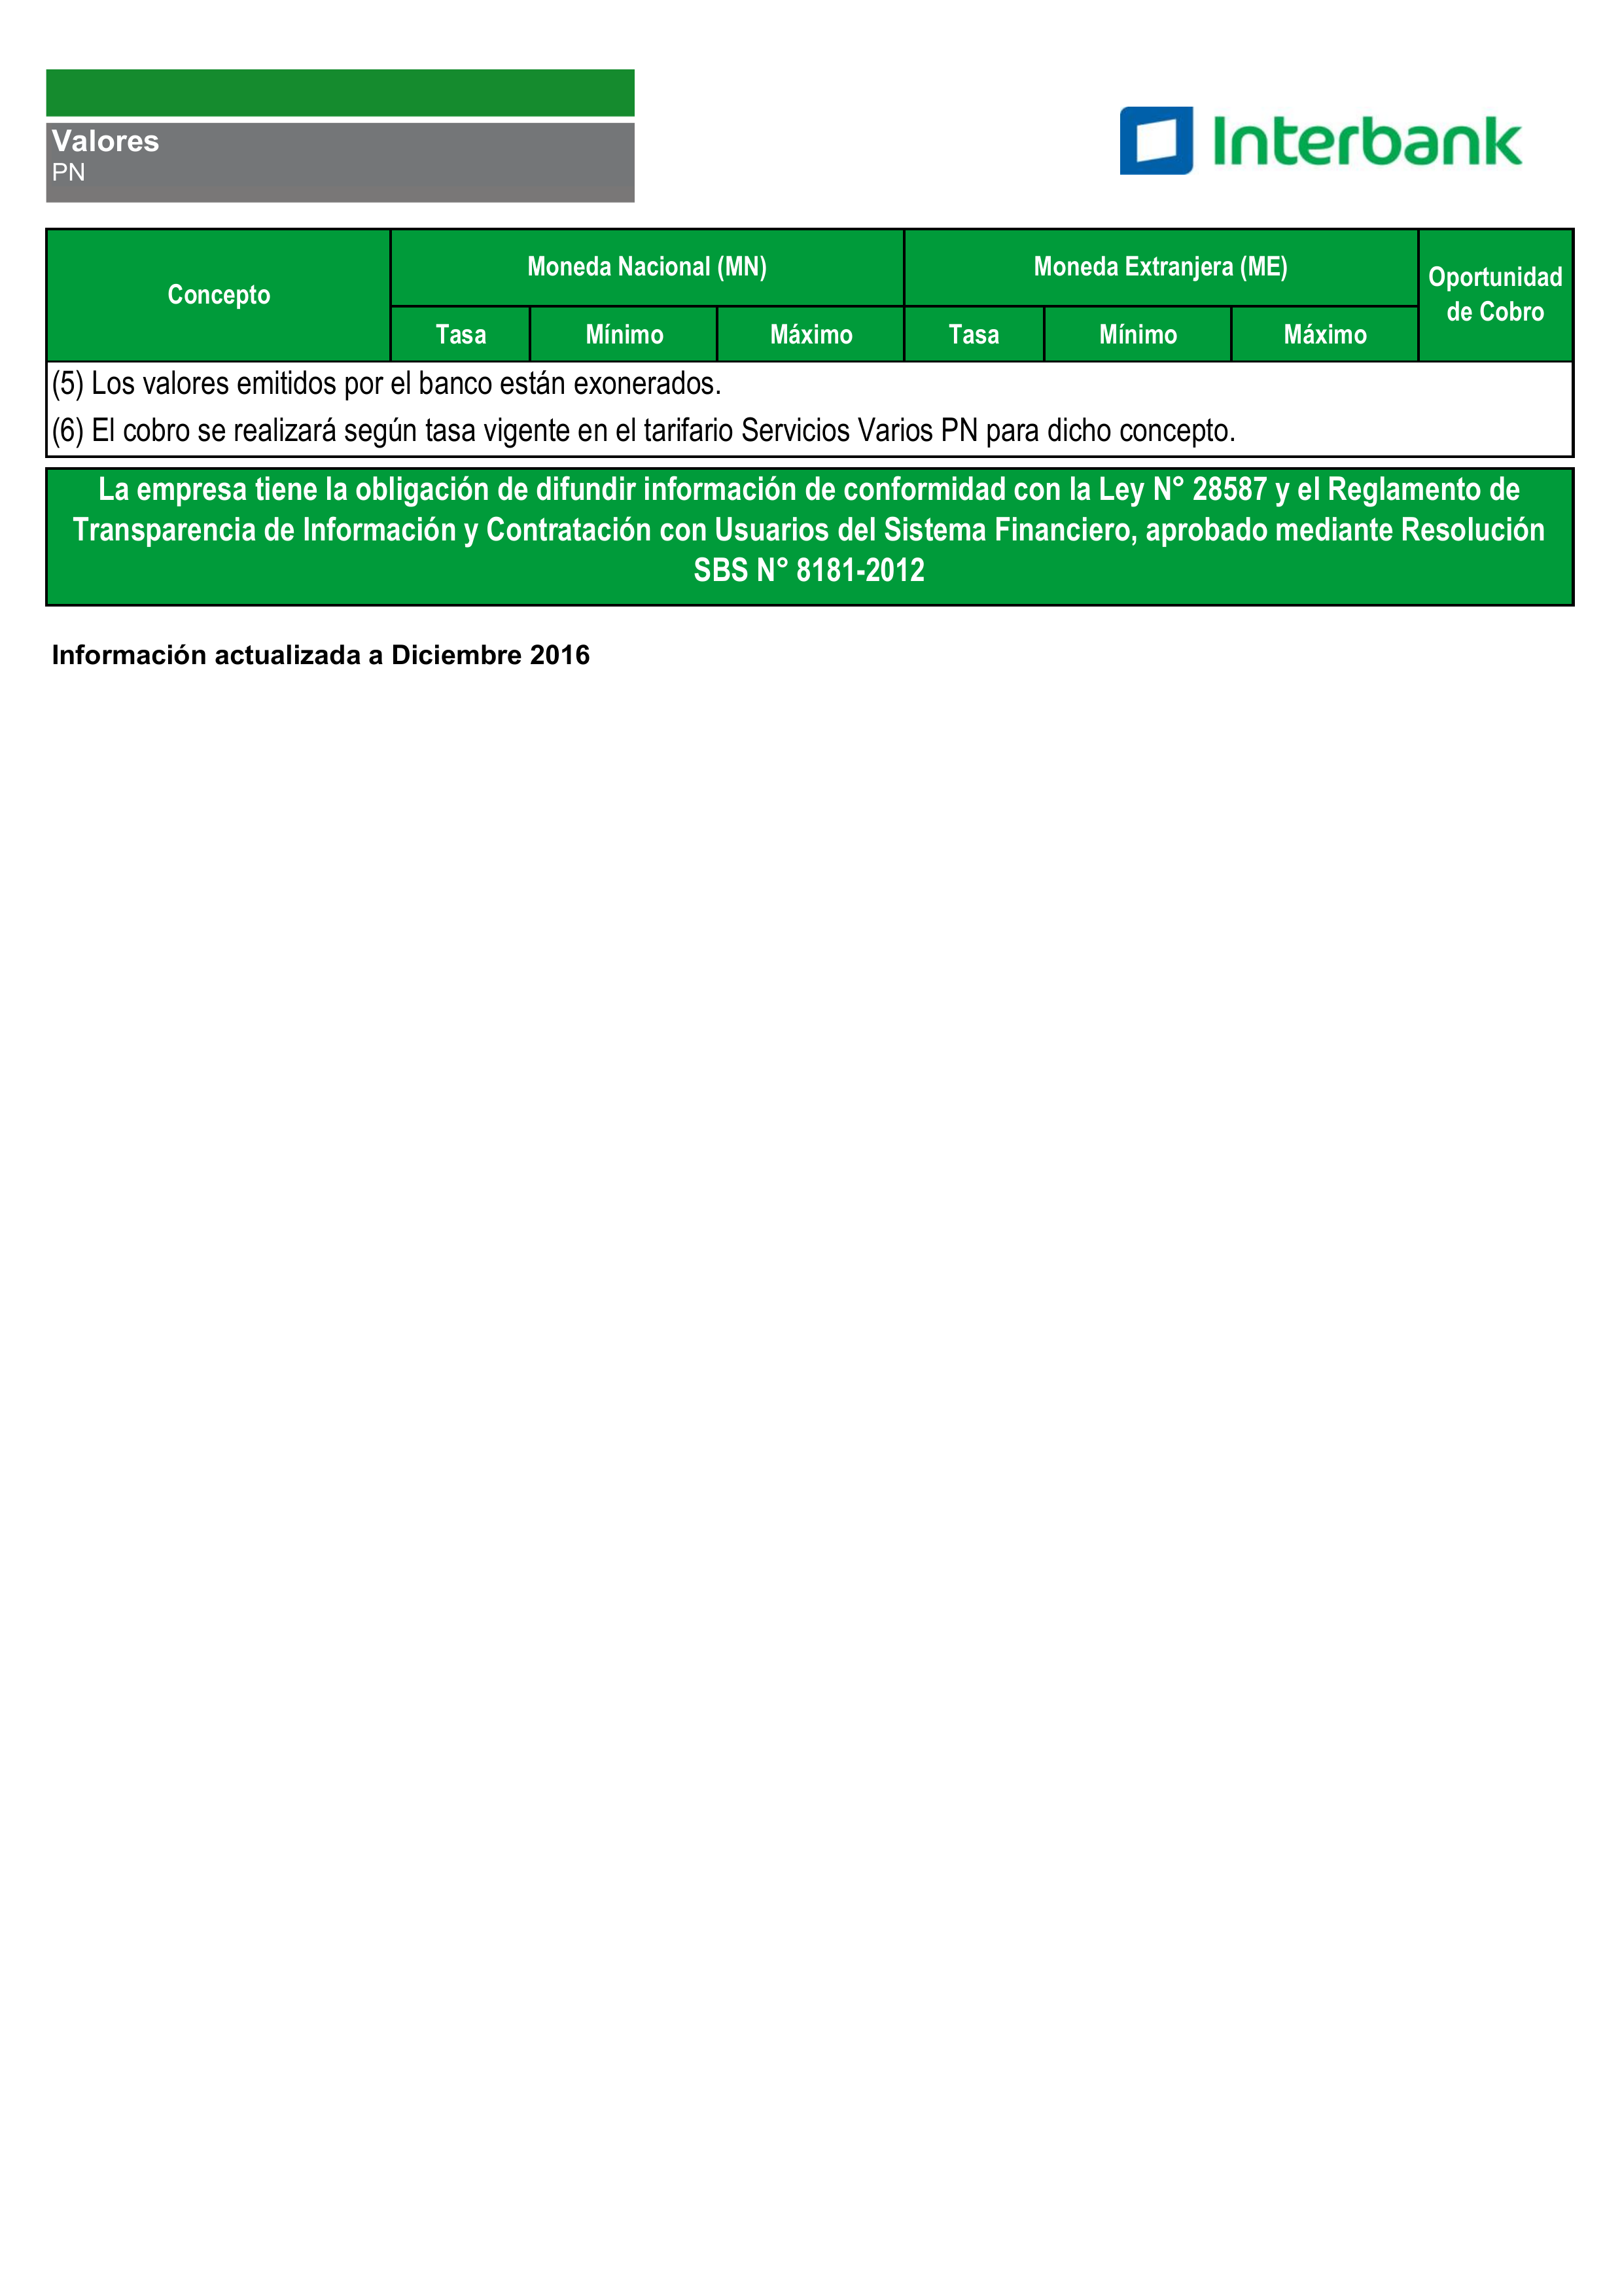 Valores
PN
Interbank
Concepto
Moneda Nacional (MN)
Moneda Extranjera (ME)
Oportunidad
de Cobro
Tasa
Mínimo
Máximo
Tasa
Mínimo
Máximo
(5) Los valores emitidos por el banco están exonerados.
(6) El cobro se realizará según tasa vigente en el tarifario Servicios Varios PN para dicho concepto.
La empresa tiene la obligación de difundir información de conformidad con la Ley N° 28587 y el Reglamento de
Transparencia de Información y Contratación con Usuarios del Sistema Financiero, aprobado mediante Resolución
SBS N° 8181-2012
Información actualizada a Diciembre 2016